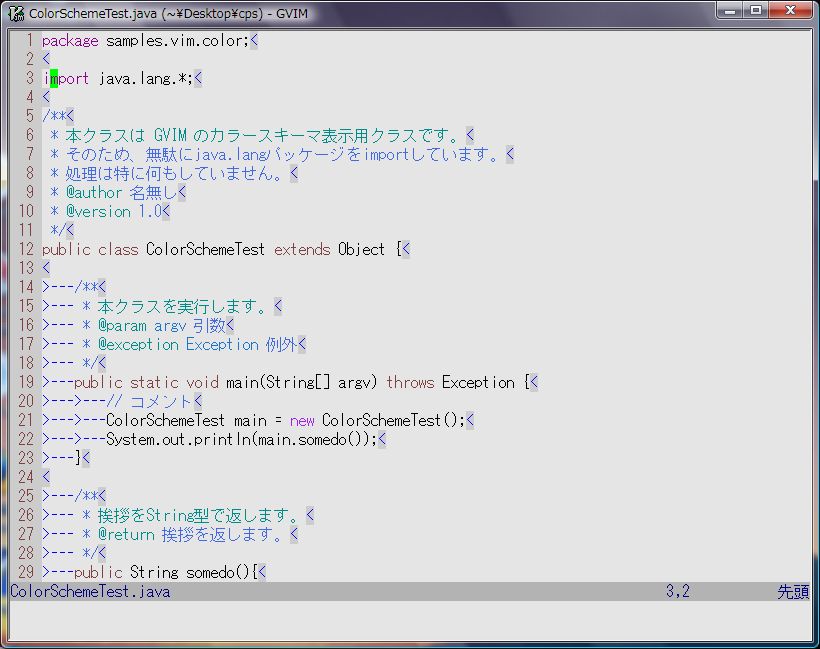 ColorSchemeTest.java (~¥Desktop¥cps) - GVIM
1 package samples.vim.color;<
2 <
3 import java.lang.*;<
4 <
5 /**<
6  * 本クラスは GVIM のカラースキーマ表示用クラスです。<
7  * そのため、無駄にjava.langパッケージをimportしています。<
8  * 処理は特に何もしていません。<
9  * @author 名無し<
10  * @version 1.0<
11  */<
12 public class ColorSchemeTest extends Object {<
13 <
14 >---/**<
15 >--- * 本クラスを実行します。<
16 >--- * @param argv 引数<
17 >--- * @exception Exception 例外<
18 >--- */<
19 >---public static void main(String[] argv) throws Exception {<
20 >--->---// コメント<
21 >--->---ColorSchemeTest main = new ColorSchemeTest();<
22 >--->---System.out.println(main.somedo());<
23 >---}<
24 <
25 >---/**<
26 >--- * 挨拶をString型で返します。<
27 >--- * @return 挨拶を返します。<
28 >--- */<
29 >---public String somedo(){<
ColorSchemeTest.java 3,2 先頭